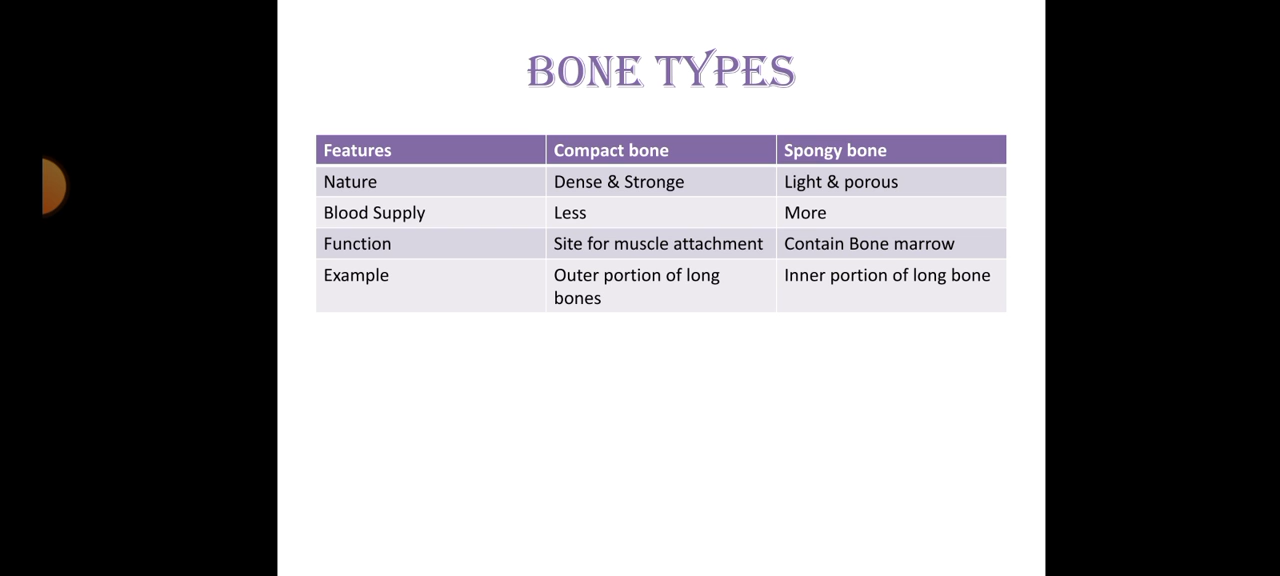 BONE TYPES
Features Compact bone Spongy bone
Nature Dense & Stronge Light & porous
Blood Supply Less More
Function Site for muscle attachment Contain Bone marrow
Example Outer portion of long Inner portion of long bone
bones